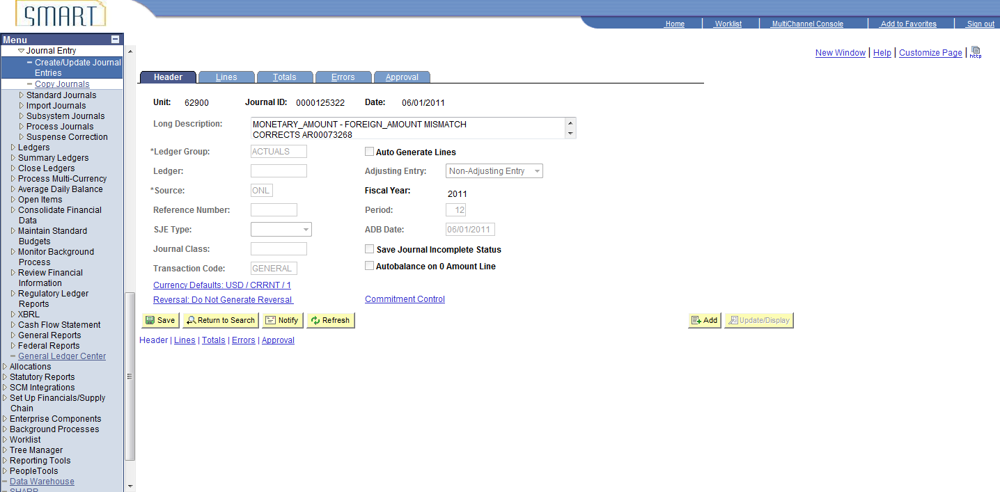 SMART
Home
Worklist
MultiChannel Console
Add to Favorites
Sign out
Menu
Journal Entry
Create/Update Journal
Entries
Copy Journals
Standard Journals
Import Journals
Subsystem Journals
Process Journals
Suspense Correction
Ledgers
Summary Ledgers
Close Ledgers
Process Multi-Currency
Average Daily Balance
Open Items
Consolidate Financial
Data
Maintain Standard
Budgets
Monitor Background
Process
Review Financial
Information
Regulatory Ledger
Reports
XBRL
Cash Flow Statement
General Reports
Federal Reports
General Ledger Center
Allocations
Statutory Reports
SCM Integrations
Set Up Financials/Supply
Chain
Enterprise Components
Background Processes
Worklist
Tree Manager
Reporting Tools
PeopleTools
Data Warehouse
SHARP
New Window | Help | Customize Page | http
Header Lines Totals Errors Approval
Unit: 62900 Journal ID: 0000125322 Date: 06/01/2011
Long Description: MONETARY_AMOUNT - FOREIGN_AMOUNT MISMATCH
CORRECTS AR00073268
*Ledger Group: ACTUALS Auto Generate Lines
Ledger: Adjusting Entry: Non-Adjusting Entry
*Source: ONL Fiscal Year: 2011
Reference Number: Period: 12
SJE Type: ADB Date: 06/01/2011
Journal Class: Save Journal Incomplete Status
Transaction Code: GENERAL Autobalance on 0 Amount Line
Currency Defaults: USD / CRRNT / 1
Reversal: Do Not Generate Reversal Commitment Control
Save Return to Search Notify Refresh Add Update/Display
Header | Lines | Totals | Errors | Approval